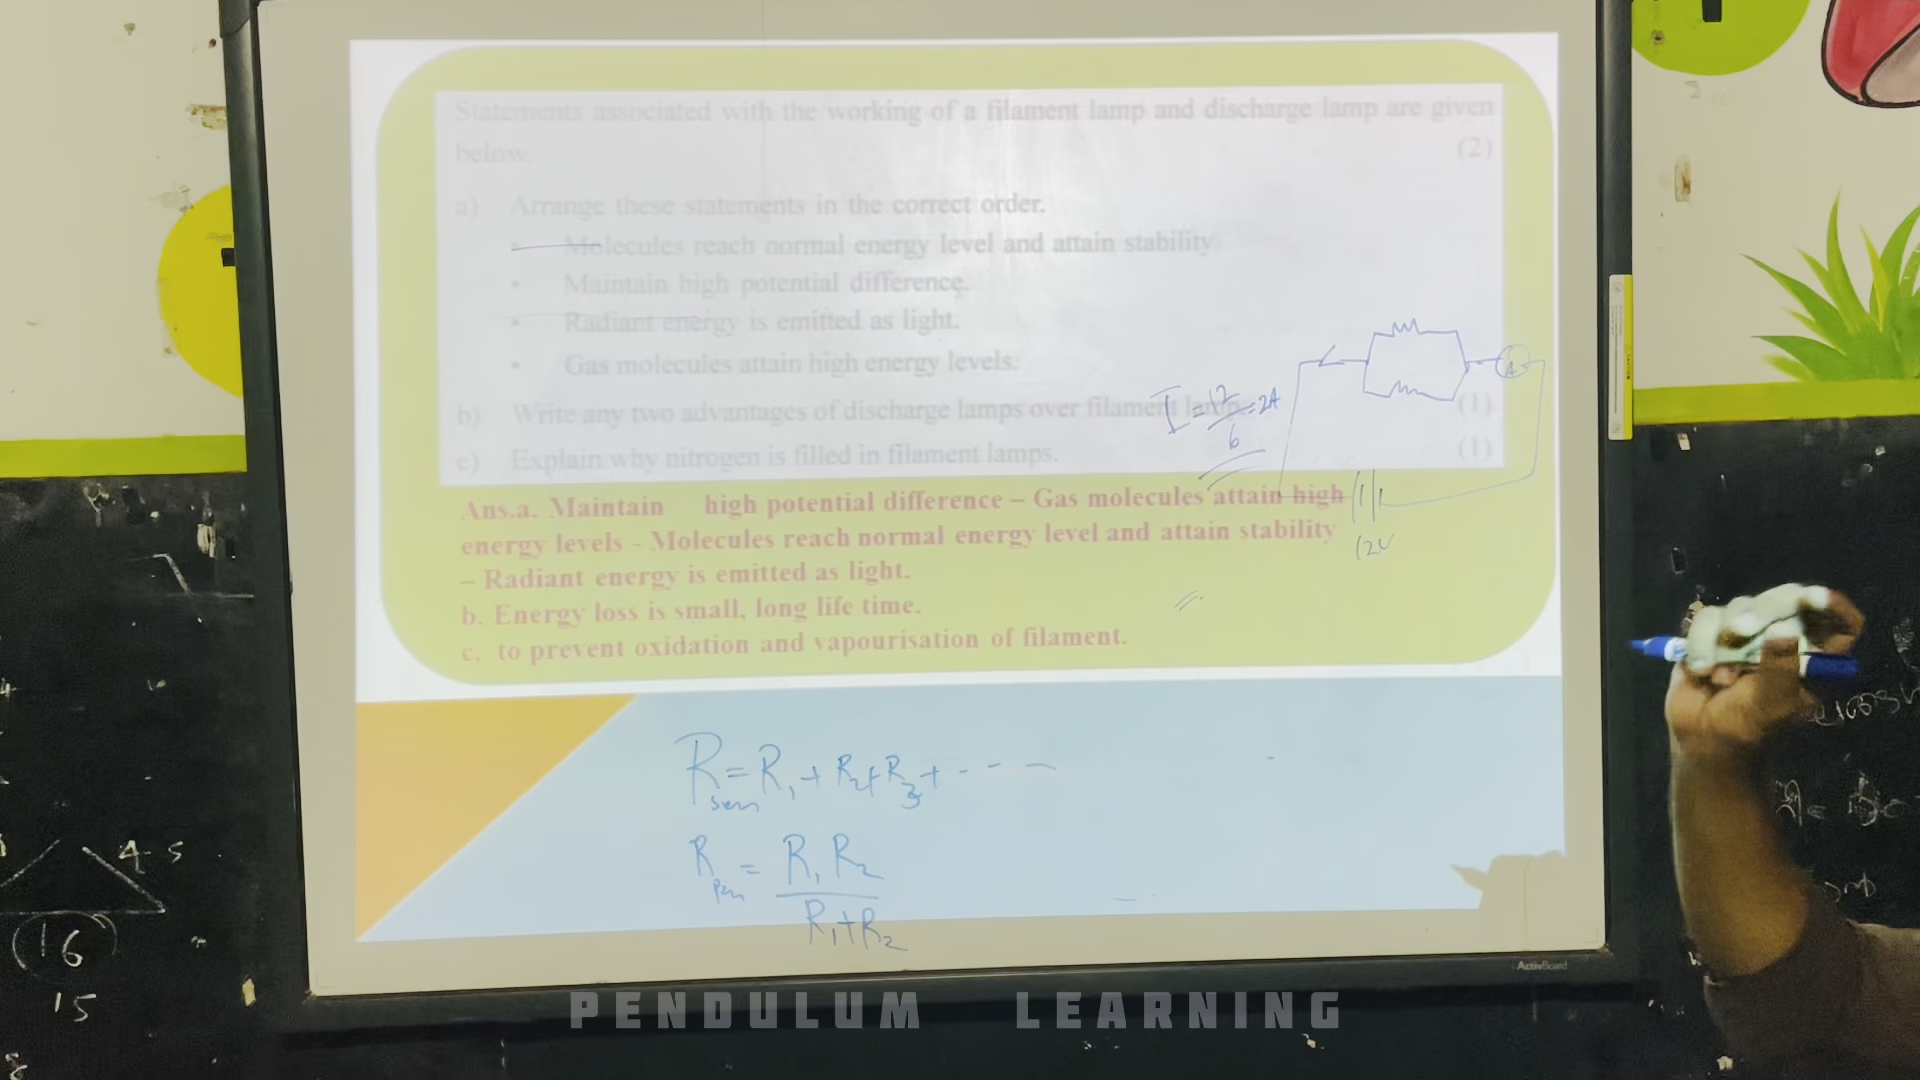 Statements associated with the working of a filament lamp and discharge lamp are given
below. (2)
a) Arrange these statements in the correct order.
• Molecules reach normal energy level and attain stability
• Maintain high potential difference.
• Radiant energy is emitted as light.
• Gas molecules attain high energy levels.
b) Write any two advantages of discharge lamps over filament lamp. (1)
c) Explain why nitrogen is filled in filament lamps. (1)
I = 12/6 = 2A
A
12V
Ans.a. Maintain high potential difference – Gas molecules attain high
energy levels - Molecules reach normal energy level and attain stability
– Radiant energy is emitted as light.
b. Energy loss is small, long life time.
c. to prevent oxidation and vapourisation of filament.
R = R1 + R2 + R3 + - - -
R = R1 R2
R1+R2
4 5
16
15
8
ActivBoard
PENDULUM LEARNING